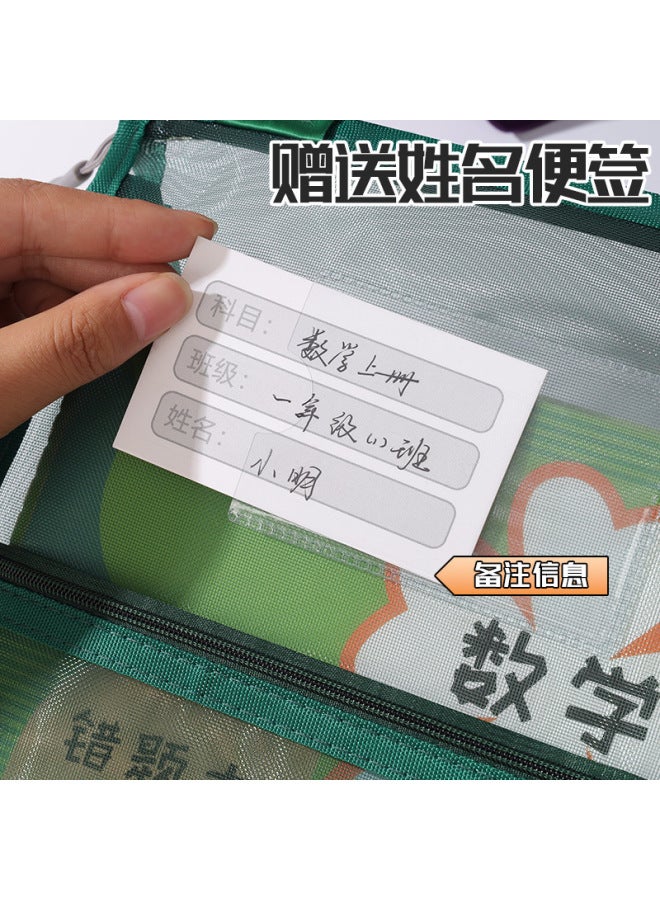 赠送姓名便签
科目：数学上册
班级：一年级(1)班
姓名：小明
备注信息
数学
错题